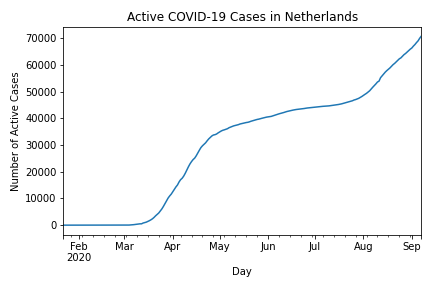 Active COVID-19 Cases in Netherlands
Number of Active Cases
70000
60000
50000
40000
30000
20000
10000
0
Feb Mar Apr May Jun Jul Aug Sep
2020
Day